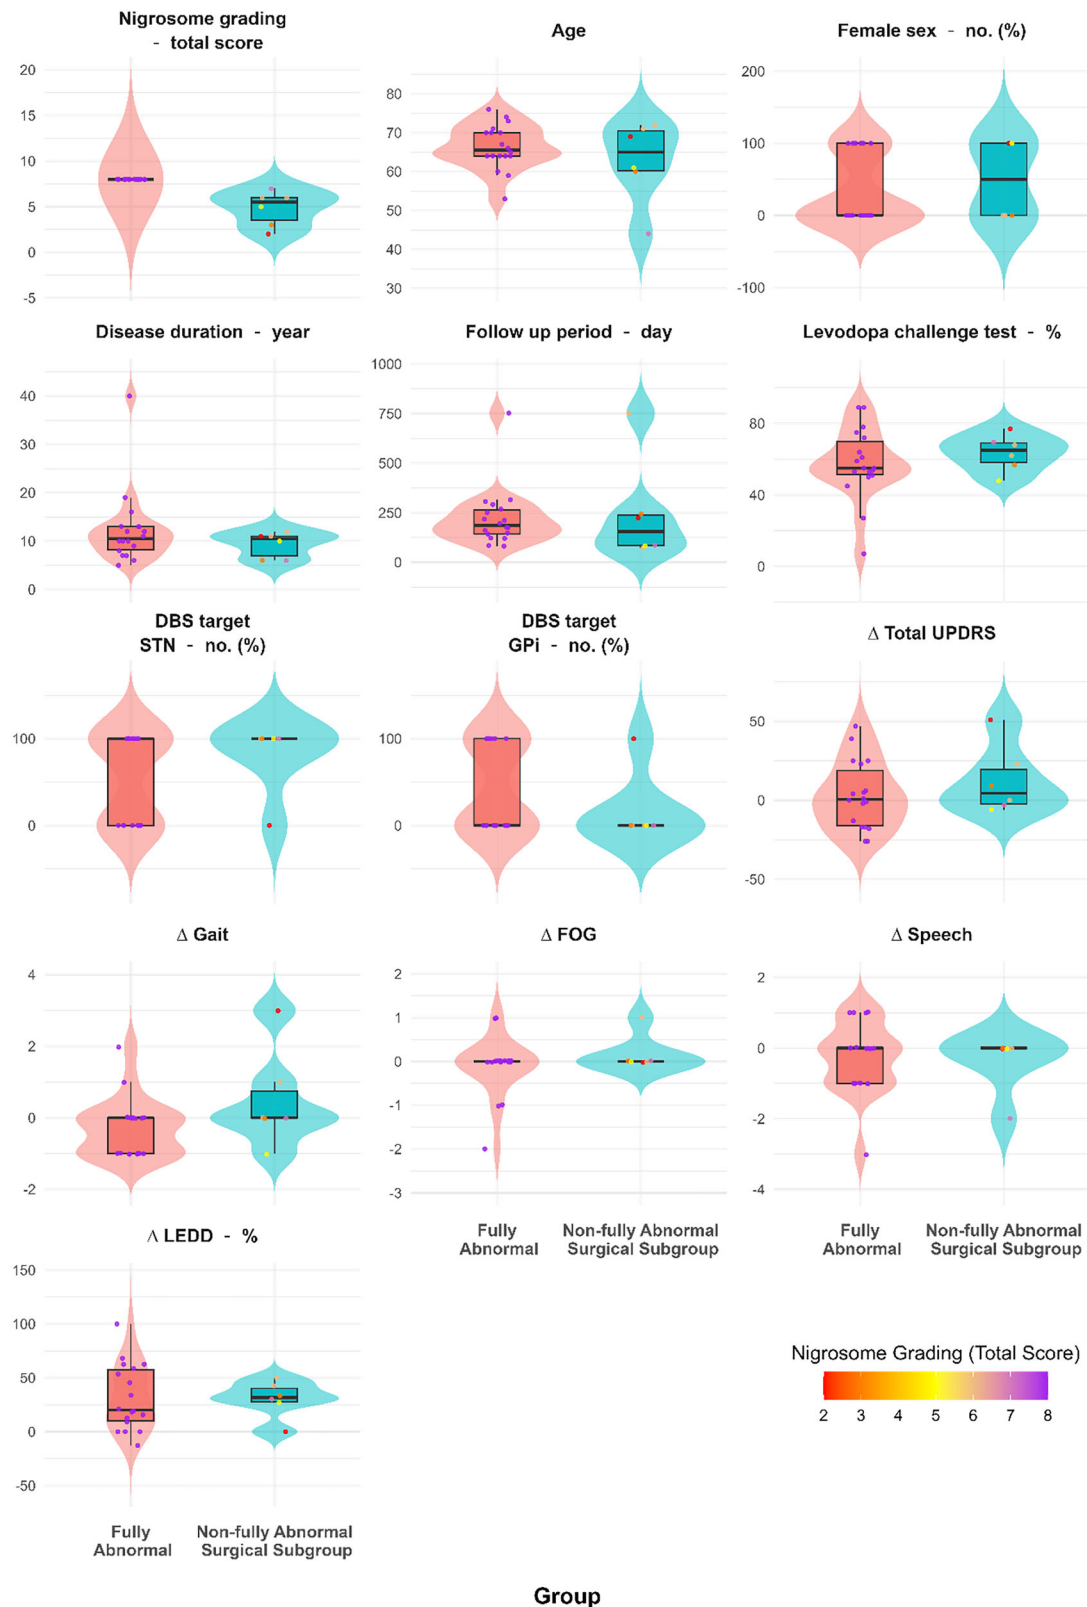 Nigrosome grading
- total score
Age
Female sex - no. (%)
20
15
10
5
0
-5
80
70
60
50
40
30
200
100
0
-100
Disease duration - year
Follow up period - day
Levodopa challenge test - %
40
30
20
10
0
1000
750
500
250
0
80
40
0
DBS target
STN - no. (%)
DBS target
GPi - no. (%)
Δ Total UPDRS
100
0
100
0
50
0
-50
Δ Gait
Δ FOG
Δ Speech
4
2
0
-2
2
1
0
-1
-2
-3
2
0
-2
-4
Fully
Abnormal
Non-fully Abnormal
Surgical Subgroup
Fully
Abnormal
Non-fully Abnormal
Surgical Subgroup
Δ LEDD - %
150
100
50
0
-50
Nigrosome Grading (Total Score)
2 3 4 5 6 7 8
Fully
Abnormal
Non-fully Abnormal
Surgical Subgroup
Group